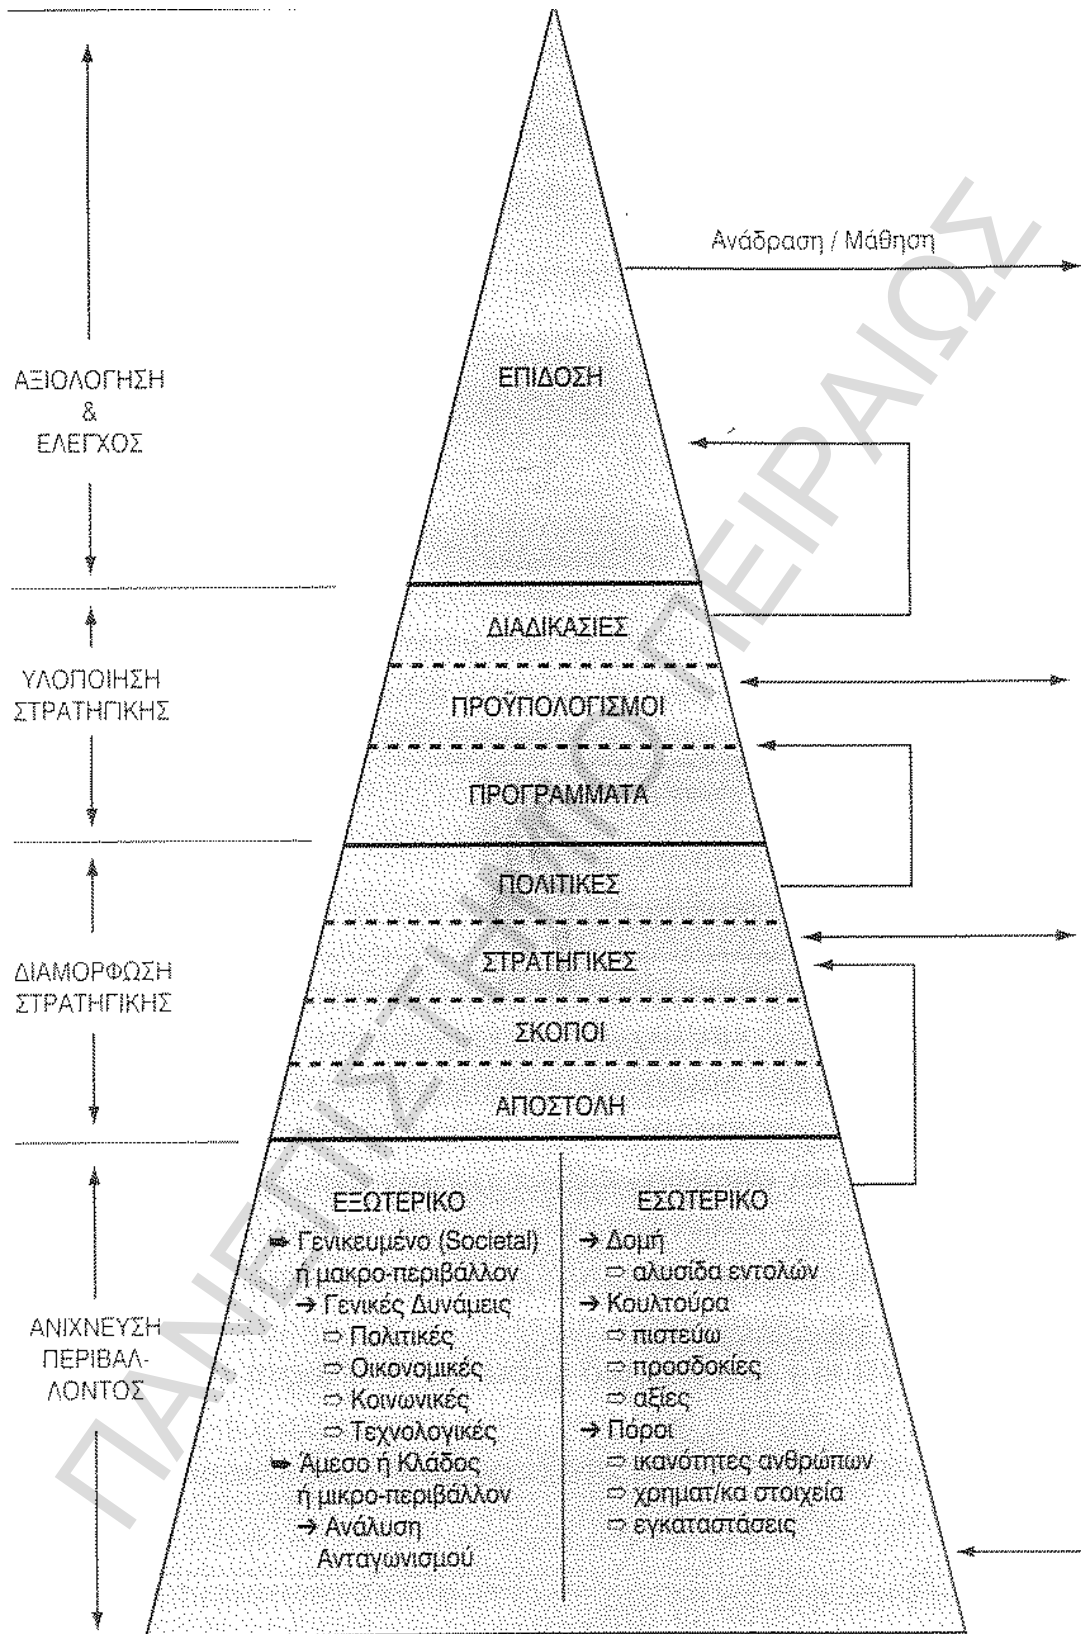 Ανάδραση / Μάθηση
ΑΞΙΟΛΟΓΗΣΗ
&
ΕΛΕΓΧΟΣ
ΕΠΙΔΟΣΗ
ΥΛΟΠΟΙΗΣΗ
ΣΤΡΑΤΗΓΙΚΗΣ
ΔΙΑΔΙΚΑΣΙΕΣ
ΠΡΟΫΠΟΛΟΓΙΣΜΟΙ
ΠΡΟΓΡΑΜΜΑΤΑ
ΔΙΑΜΟΡΦΩΣΗ
ΣΤΡΑΤΗΓΙΚΗΣ
ΠΟΛΙΤΙΚΕΣ
ΣΤΡΑΤΗΓΙΚΕΣ
ΣΚΟΠΟΙ
ΑΠΟΣΤΟΛΗ
ΑΝΙΧΝΕΥΣΗ
ΠΕΡΙΒΑΛ-
ΛΟΝΤΟΣ
ΕΞΩΤΕΡΙΚΟ
➡ Γενικευμένο (Societal)
ή μακρο-περιβάλλον
→ Γενικές Δυνάμεις
⇨ Πολιτικές
⇨ Οικονομικές
⇨ Κοινωνικές
⇨ Τεχνολογικές
➡ Άμεσο ή Κλάδος
ή μικρο-περιβάλλον
→ Ανάλυση
Ανταγωνισμού
ΕΣΩΤΕΡΙΚΟ
→ Δομή
⇨ αλυσίδα εντολών
→ Κουλτούρα
⇨ πιστεύω
⇨ προσδοκίες
⇨ αξίες
→ Πόροι
⇨ ικανότητες ανθρώπων
⇨ χρηματ/κα στοιχεία
⇨ εγκαταστάσεις
ΠΑΝΕΠΙΣΤΗΜΙΟ ΠΕΙΡΑΙΩΣ